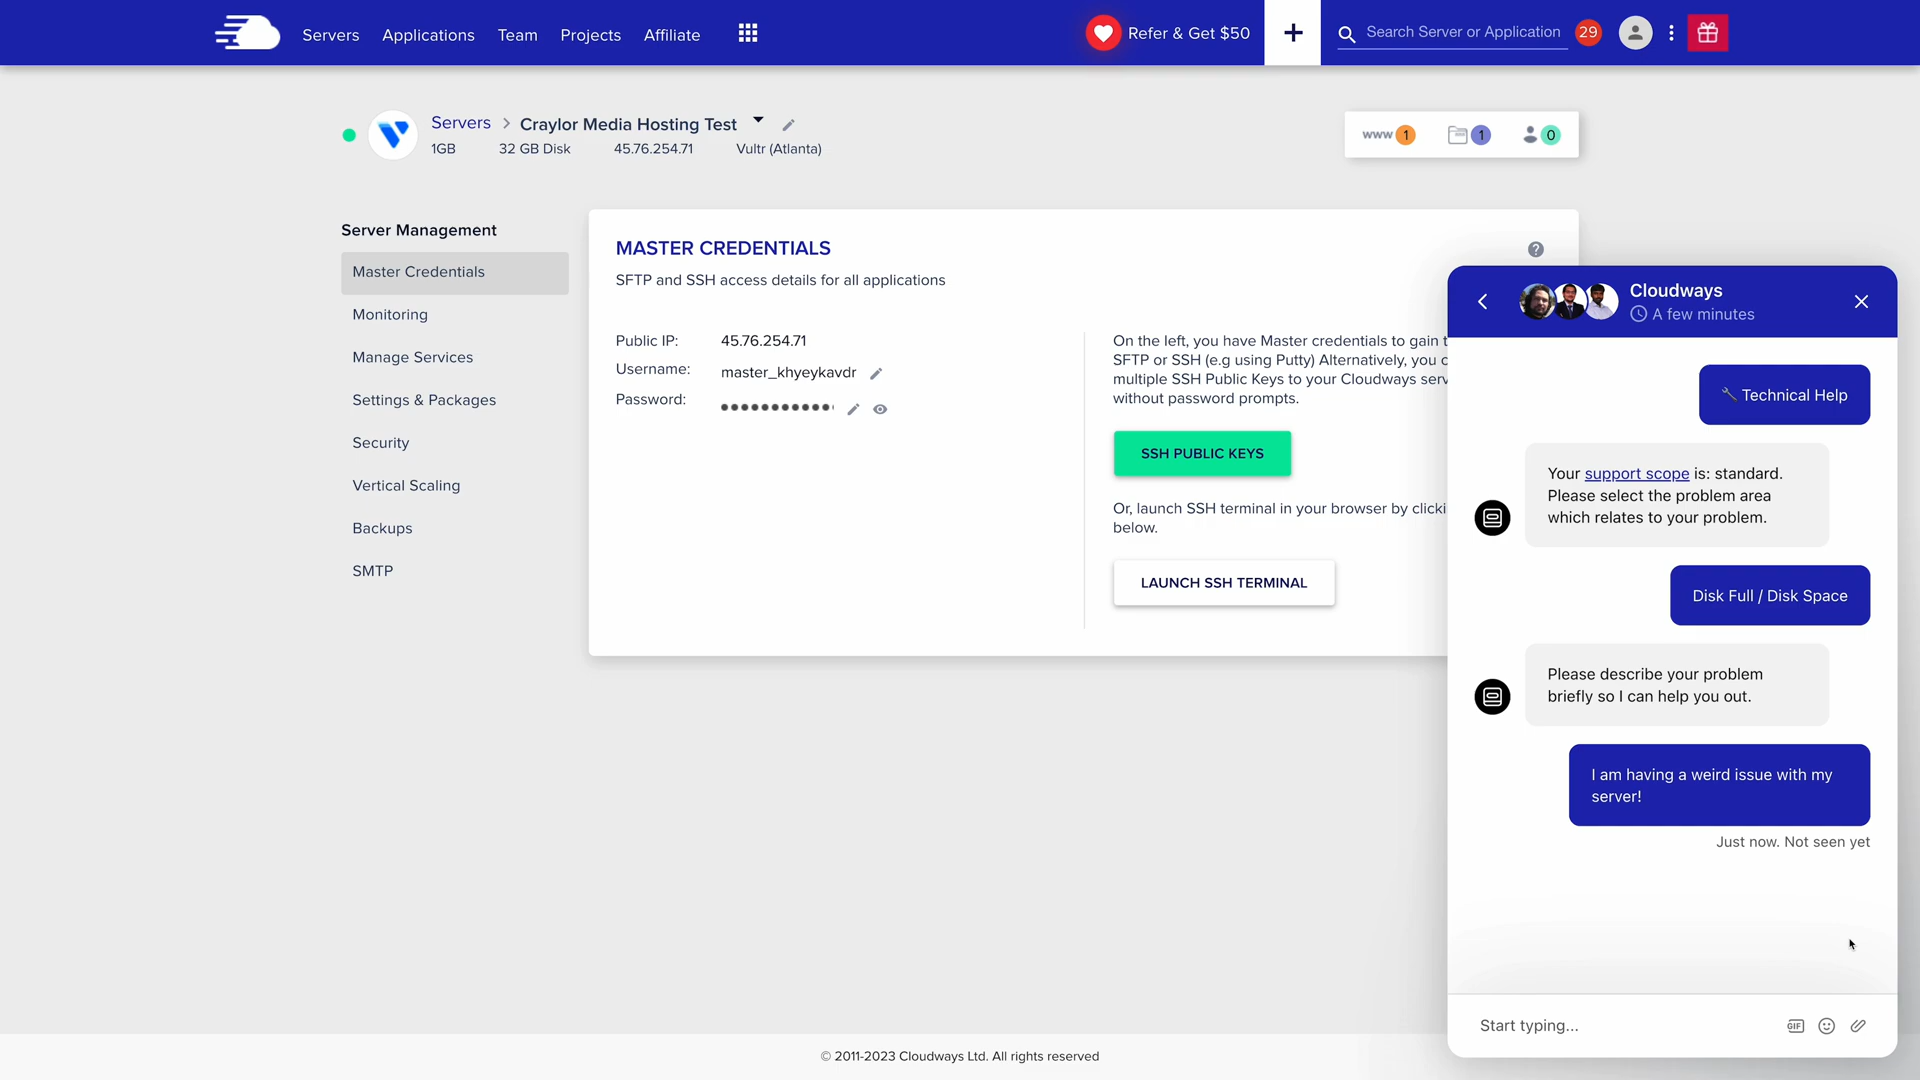 Servers
Applications
Team
Projects
Affiliate
Refer & Get $50
+
Search Server or Application
29
Servers > Craylor Media Hosting Test
1GB
32 GB Disk
45.76.254.71
Vultr (Atlanta)
www 1
1
0
Server Management
Master Credentials
Monitoring
Manage Services
Settings & Packages
Security
Vertical Scaling
Backups
SMTP
MASTER CREDENTIALS
?
SFTP and SSH access details for all applications
Public IP: 45.76.254.71
Username: master_khyeykavdr
Password:
On the left, you have Master credentials to gain
SFTP or SSH (e.g using Putty) Alternatively, you
multiple SSH Public Keys to your Cloudways
without password prompts.
SSH PUBLIC KEYS
Or, launch SSH terminal in your browser by
below.
LAUNCH SSH TERMINAL
Cloudways
A few minutes
Technical Help
Your support scope is: standard.
Please select the problem area
which relates to your problem.
Disk Full / Disk Space
Please describe your problem
briefly so I can help you out.
I am having a weird issue with my
server!
Just now. Not seen yet
Start typing...
GIF
© 2011-2023 Cloudways Ltd. All rights reserved